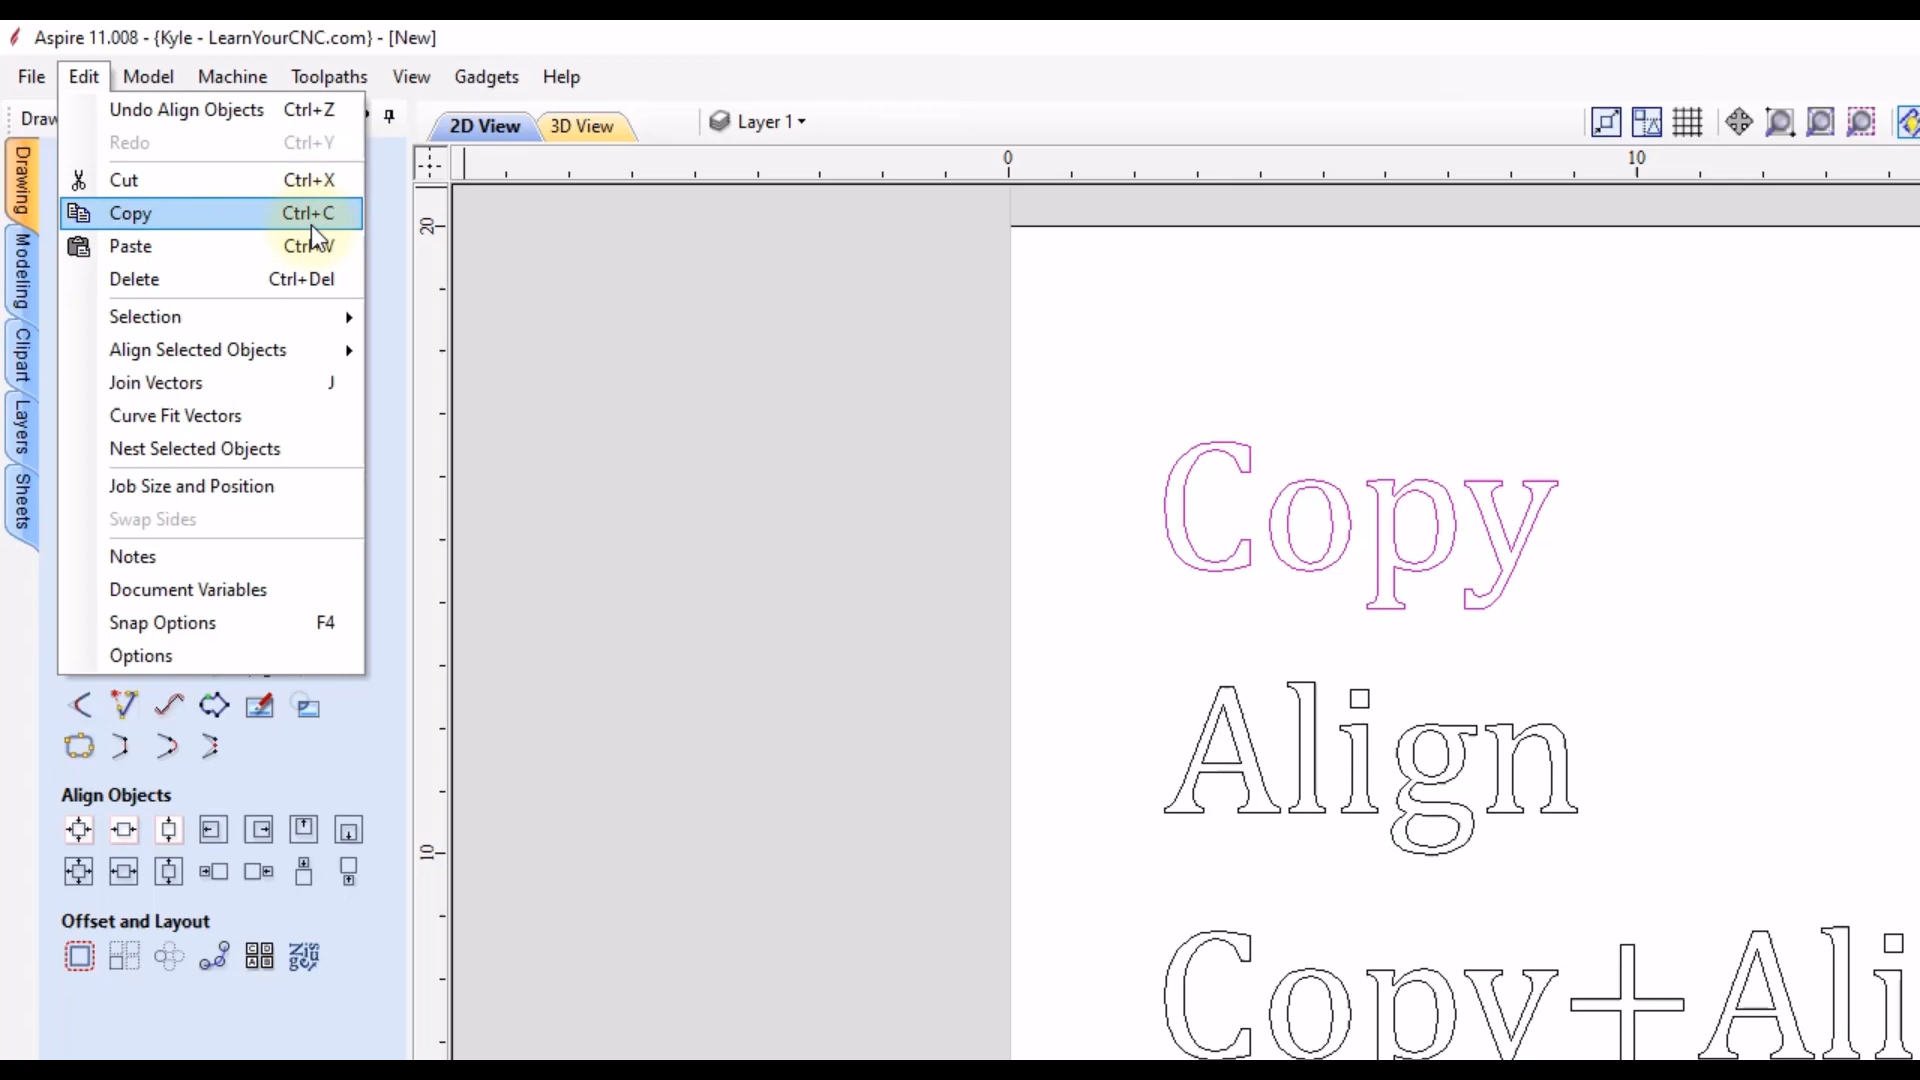 Aspire 11.008 - {Kyle - LearnYourCNC.com} - [New]
File Edit Model Machine Toolpaths View Gadgets Help
Undo Align Objects Ctrl+Z
Redo Ctrl+Y
Cut Ctrl+X
Copy Ctrl+C
Paste Ctrl+V
Delete Ctrl+Del
Selection
Align Selected Objects
Join Vectors J
Curve Fit Vectors
Nest Selected Objects
Job Size and Position
Swap Sides
Notes
Document Variables
Snap Options F4
Options
Drawing
Modeling
Clipart
Layers
Sheets
Align Objects
Offset and Layout
2D View 3D View Layer 1
0 10
20
10
Copy
Align
Copy+Ali